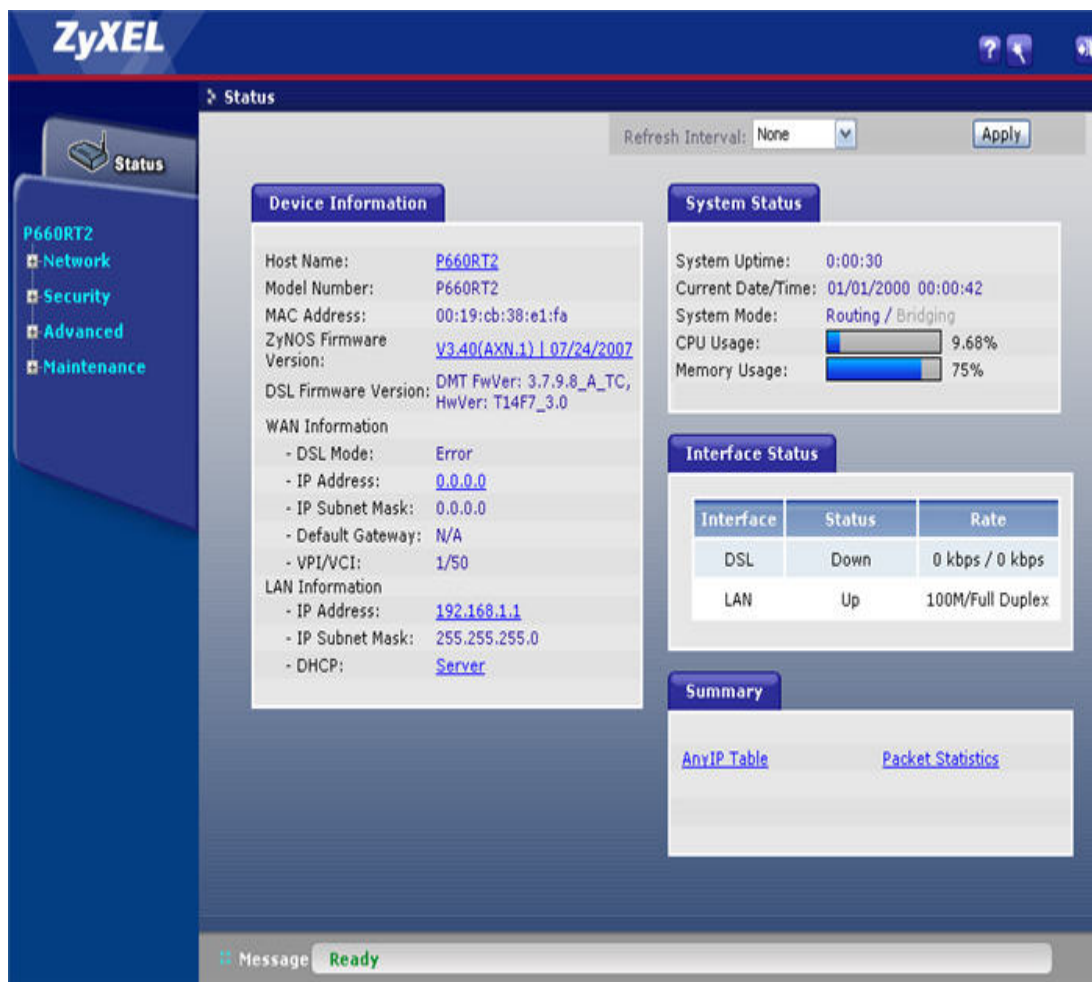 ZyXEL
Status
Refresh Interval: None Apply
Status
P660RT2
Network
Security
Advanced
Maintenance
Device Information
Host Name: P660RT2
Model Number: P660RT2
MAC Address: 00:19:cb:38:e1:fa
ZyNOS Firmware Version: V3.40(AXN.1) | 07/24/2007
DSL Firmware Version: DMT FwVer: 3.7.9.8_A_TC, HwVer: T14F7_3.0
WAN Information
- DSL Mode: Error
- IP Address: 0.0.0.0
- IP Subnet Mask: 0.0.0.0
- Default Gateway: N/A
- VPI/VCI: 1/50
LAN Information
- IP Address: 192.168.1.1
- IP Subnet Mask: 255.255.255.0
- DHCP: Server
System Status
System Uptime: 0:00:30
Current Date/Time: 01/01/2000 00:00:42
System Mode: Routing / Bridging
CPU Usage: 9.68%
Memory Usage: 75%
Interface Status
Interface Status Rate
DSL Down 0 kbps / 0 kbps
LAN Up 100M/Full Duplex
Summary
AnyIP Table Packet Statistics
Message Ready